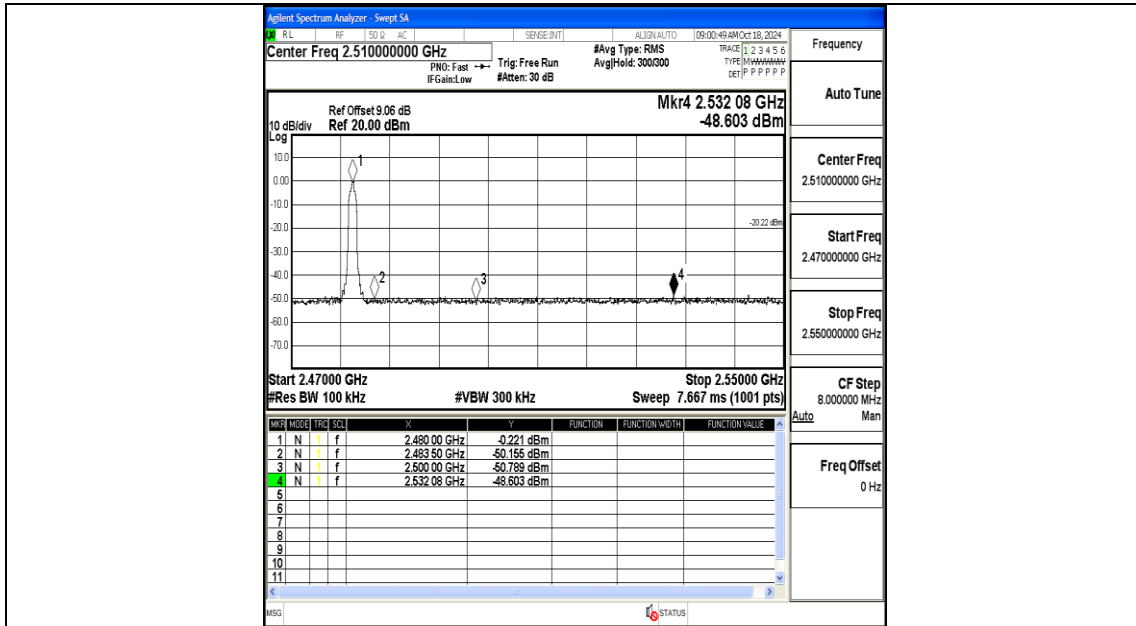 Agilent Spectrum Analyzer - Swept SA
RL RF 50 Ω AC SENSE:INT ALIGN AUTO 09:00:49 AM Oct 18, 2024
Center Freq 2.510000000 GHz
PNO: Fast
IFGain:Low
Trig: Free Run
#Atten: 30 dB
#Avg Type: RMS
Avg|Hold: 300/300
TRACE 1 2 3 4 5 6
TYPE MWWWWW
DET P P P P P P
Ref Offset 9.06 dB
Ref 20.00 dBm
10 dB/div
Log
Mkr4 2.532 08 GHz
-48.603 dBm
10.0
0.00
-10.0
-20.0
-30.0
-40.0
-50.0
-60.0
-70.0
1
2
3
4
-20.22 dBm
Start 2.47000 GHz Stop 2.55000 GHz
#Res BW 100 kHz #VBW 300 kHz Sweep 7.667 ms (1001 pts)
MKR MODE TRC SCL X Y FUNCTION FUNCTION WIDTH FUNCTION VALUE
1 N 1 f 2.480 00 GHz -0.221 dBm
2 N 1 f 2.483 50 GHz -50.155 dBm
3 N 1 f 2.500 00 GHz -50.789 dBm
4 N 1 f 2.532 08 GHz -48.603 dBm
5
6
7
8
9
10
11
MSG STATUS
Frequency
Auto Tune
Center Freq
2.510000000 GHz
Start Freq
2.470000000 GHz
Stop Freq
2.550000000 GHz
CF Step
8.000000 MHz
Auto Man
Freq Offset
0 Hz